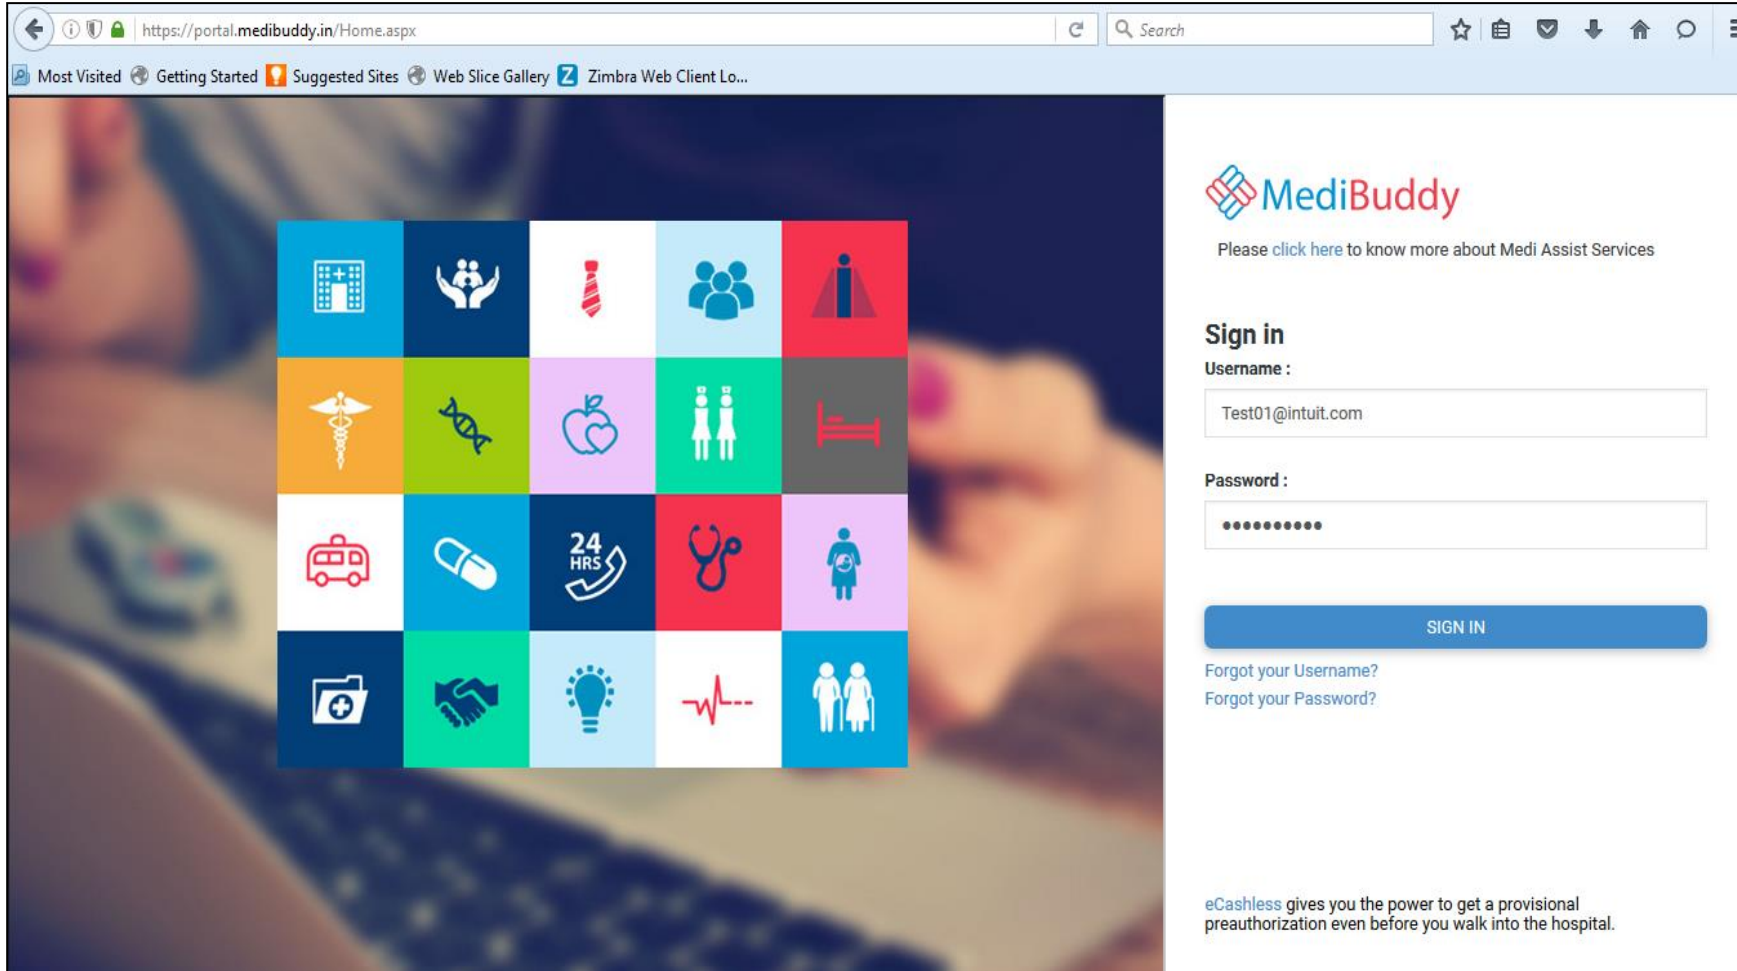 https://portal.medibuddy.in/Home.aspx
Search
Most Visited Getting Started Suggested Sites Web Slice Gallery Z Zimbra Web Client Lo...
MediBuddy
Please click here to know more about Medi Assist Services
Sign in
Username :
Test01@intuit.com
Password :
••••••••••
SIGN IN
Forgot your Username?
Forgot your Password?
24
HRS
eCashless gives you the power to get a provisional
preauthorization even before you walk into the hospital.